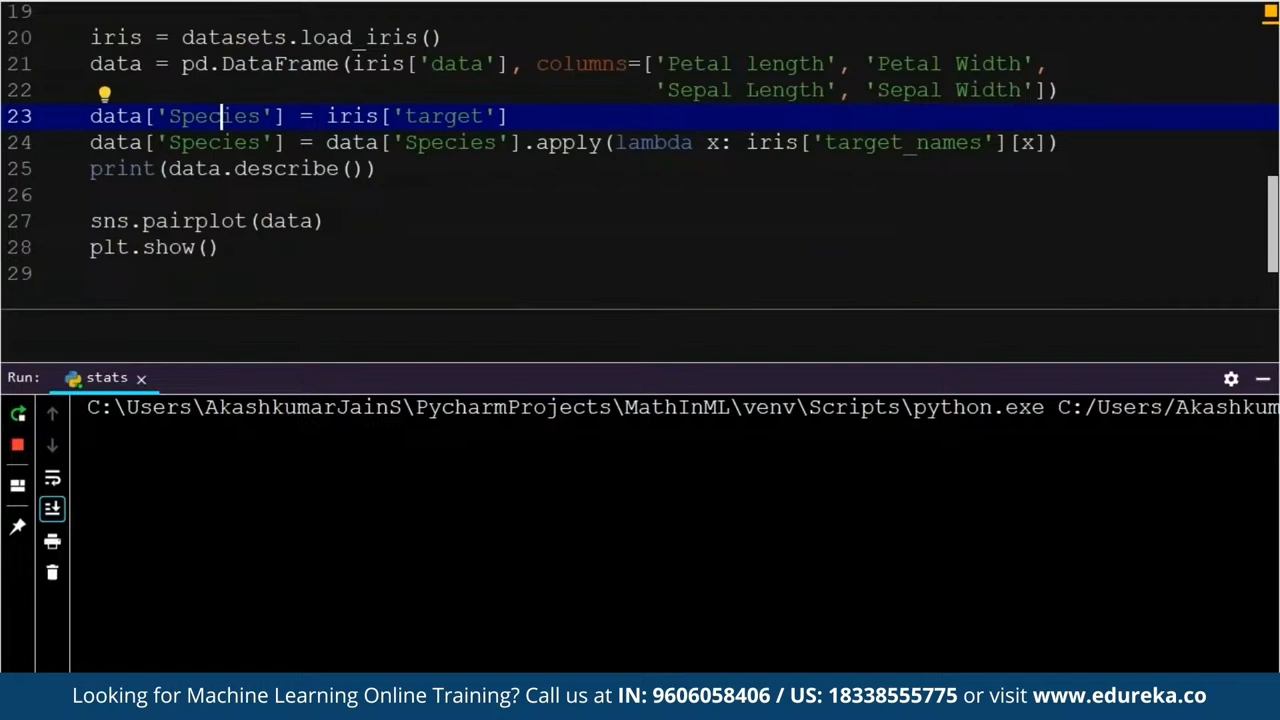 19
20 iris = datasets.load_iris()
21 data = pd.DataFrame(iris['data'], columns=['Petal length', 'Petal Width',
22 'Sepal Length', 'Sepal Width'])
23 data['Species'] = iris['target']
24 data['Species'] = data['Species'].apply(lambda x: iris['target_names'][x])
25 print(data.describe())
26
27 sns.pairplot(data)
28 plt.show()
29
Run: stats
C:\Users\AkashkumarJainS\PycharmProjects\MathInML\venv\Scripts\python.exe C:/Users/Akashkum
Looking for Machine Learning Online Training? Call us at IN: 9606058406 / US: 18338555775 or visit www.edureka.co